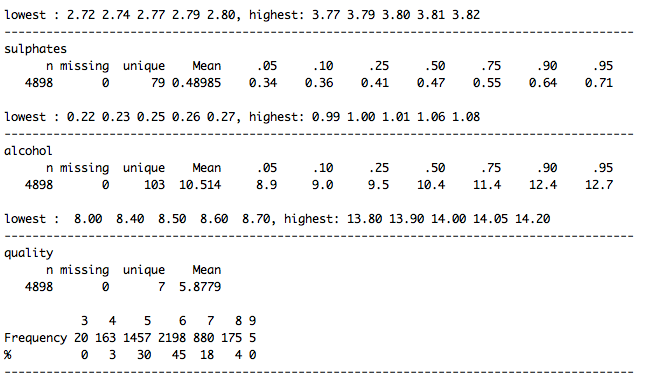 lowest : 2.72 2.74 2.77 2.79 2.80, highest: 3.77 3.79 3.80 3.81 3.82
--------------------------------------------------------------------------------
sulphates
n missing unique Mean .05 .10 .25 .50 .75 .90 .95
4898 0 79 0.48985 0.34 0.36 0.41 0.47 0.55 0.64 0.71
lowest : 0.22 0.23 0.25 0.26 0.27, highest: 0.99 1.00 1.01 1.06 1.08
--------------------------------------------------------------------------------
alcohol
n missing unique Mean .05 .10 .25 .50 .75 .90 .95
4898 0 103 10.514 8.9 9.0 9.5 10.4 11.4 12.4 12.7
lowest : 8.00 8.40 8.50 8.60 8.70, highest: 13.80 13.90 14.00 14.05 14.20
--------------------------------------------------------------------------------
quality
n missing unique Mean
4898 0 7 5.8779
3 4 5 6 7 8 9
Frequency 20 163 1457 2198 880 175 5
% 0 3 30 45 18 4 0
--------------------------------------------------------------------------------